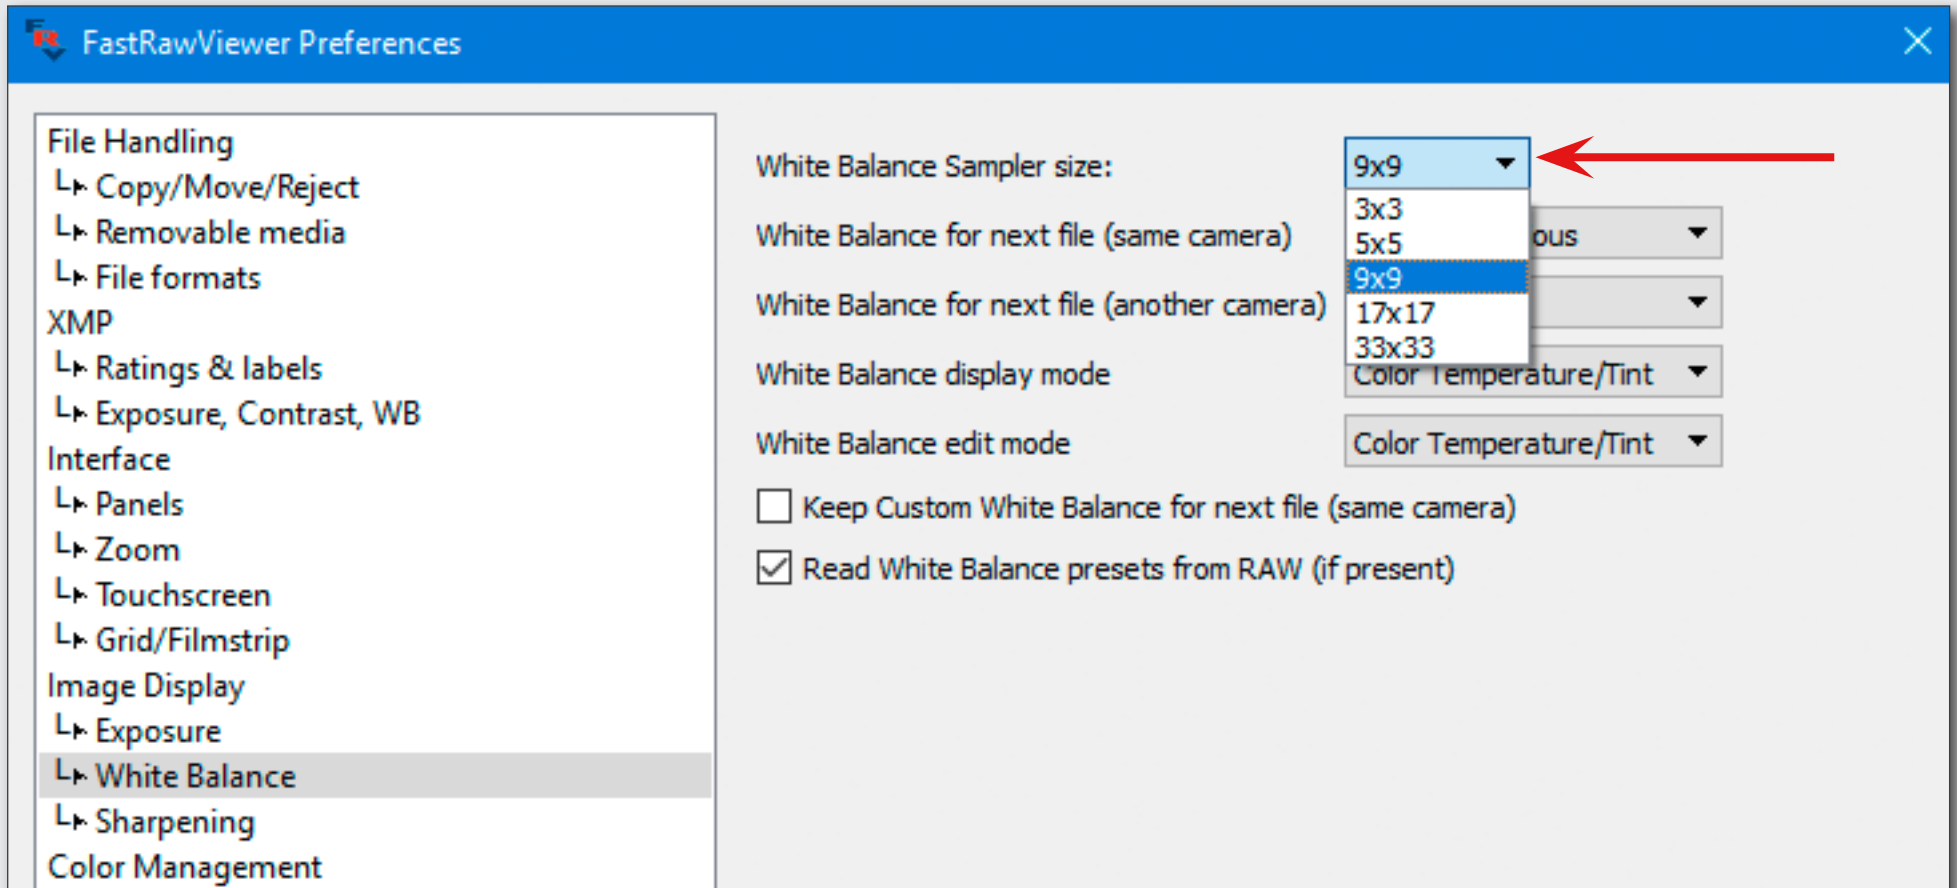 FastRawViewer Preferences
File Handling
Copy/Move/Reject
Removable media
File formats
XMP
Ratings & labels
Exposure, Contrast, WB
Interface
Panels
Zoom
Touchscreen
Grid/Filmstrip
Image Display
Exposure
White Balance
Sharpening
Color Management
White Balance Sampler size:
9x9
3x3
5x5
9x9
17x17
33x33
White Balance for next file (same camera)
White Balance for next file (another camera)
White Balance display mode
Color Temperature/Tint
White Balance edit mode
Color Temperature/Tint
Keep Custom White Balance for next file (same camera)
Read White Balance presets from RAW (if present)